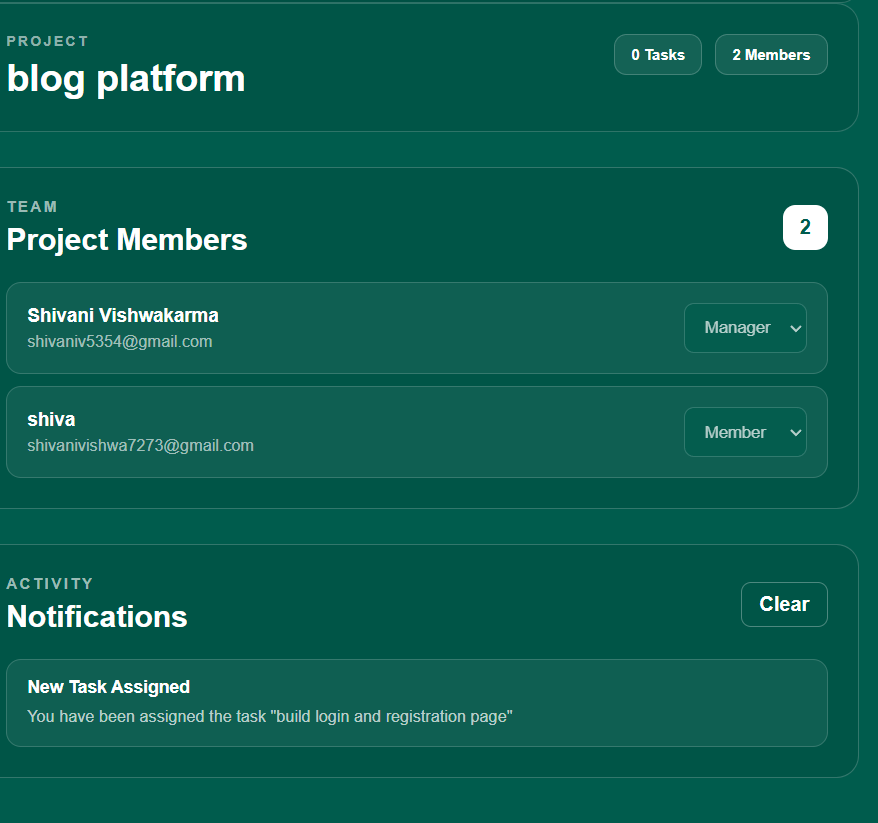 PROJECT
blog platform
0 Tasks
2 Members
TEAM
Project Members
2
Shivani Vishwakarma
shivaniv5354@gmail.com
Manager
shiva
shivanivishwa7273@gmail.com
Member
ACTIVITY
Notifications
Clear
New Task Assigned
You have been assigned the task "build login and registration page"